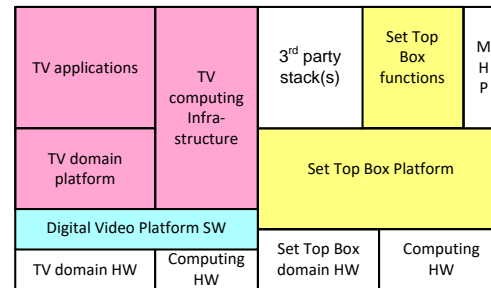 TV applications
TV
computing
Infra-
structure
3rd party
stack(s)
Set Top
Box
functions
M
H
P
TV domain
platform
Set Top Box Platform
Digital Video Platform SW
TV domain HW
Computing
HW
Set Top Box
domain HW
Computing
HW